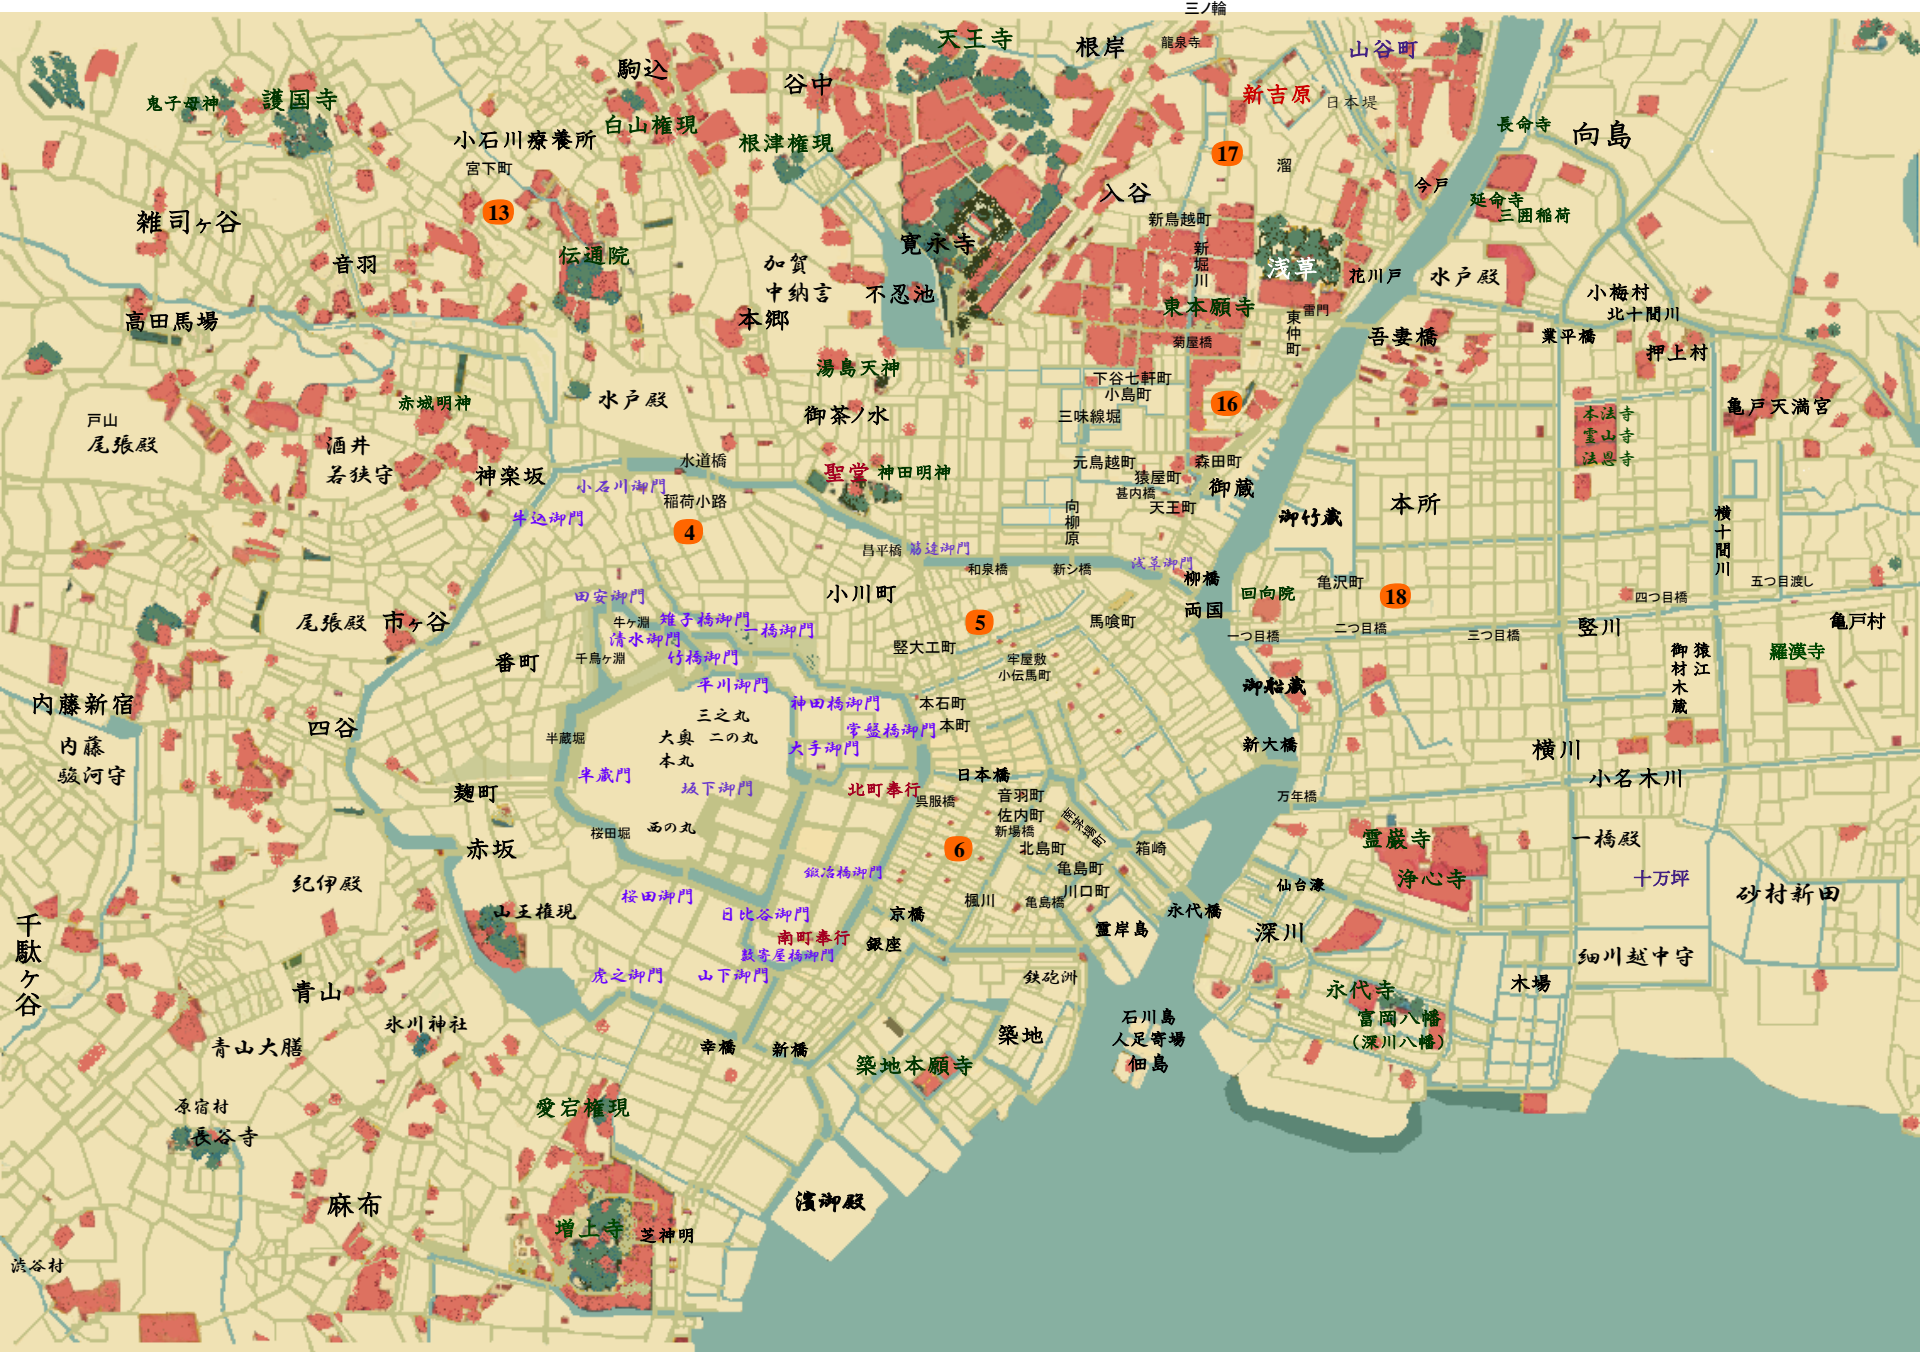 三ノ輪
天王寺
根岸
龍泉寺
山谷町
駒込
谷中
鬼子母神
護国寺
新吉原
日本堤
白山権現
小石川療養所
根津権現
長命寺
向島
宮下町
17
溜
今戸
入谷
延命寺
三囲稲荷
13
雑司ヶ谷
新鳥越町
新堀川
寛永寺
伝通院
音羽
加賀
中納言
不忍池
浅草
花川戸
水戸殿
小梅村
北十間川
東本願寺
雷門
東仲町
高田馬場
本郷
菊屋橋
吾妻橋
業平橋
押上村
湯島天神
下谷七軒町
小島町
水戸殿
赤城明神
16
亀戸天満宮
本法寺
霊山寺
法恩寺
戸山
尾張殿
御茶ノ水
三味線堀
酒井
若狭守
神楽坂
水道橋
聖堂
神田明神
元鳥越町
森田町
猿屋町
甚内橋
御蔵
天王町
小石川御門
稲荷小路
牛込御門
4
向柳原
御竹蔵
本所
横十間川
昌平橋
筋違御門
和泉橋
新シ橋
浅草御門
柳橋
亀沢町
五つ目渡し
回向院
18
四つ目橋
小川町
田安御門
両国
尾張殿
市ヶ谷
牛ヶ淵
雉子橋御門
一橋御門
清水御門
5
馬喰町
一つ目橋
二つ目橋
三つ目橋
竪川
亀戸村
竪大工町
番町
千鳥ヶ淵
竹橋御門
牢屋敷
小伝馬町
猿江
御材木蔵
羅漢寺
平川御門
御船蔵
内藤新宿
神田橋御門
本石町
四谷
三之丸
大奥
二の丸
本丸
常盤橋御門
本町
大手御門
半蔵堀
内藤
駿河守
新大橋
横川
半蔵門
坂下御門
北町奉行
日本橋
小名木川
麹町
呉服橋
音羽町
佐内町
新場橋
南茅場町
万年橋
桜田堀
西の丸
6
北島町
箱崎
霊巌寺
一橋殿
赤坂
亀島町
鍛冶橋御門
浄心寺
十万坪
砂村新田
紀伊殿
川口町
仙台濠
桜田御門
楓川
亀島橋
山王権現
日比谷御門
京橋
永代橋
千駄ヶ谷
南町奉行
銀座
霊岸島
深川
数寄屋橋御門
細川越中守
虎之御門
山下御門
鉄砲洲
木場
青山
永代寺
石川島
人足寄場
佃島
富岡八幡
(深川八幡)
氷川神社
築地
青山大膳
幸橋
新橋
築地本願寺
原宿村
愛宕権現
長谷寺
麻布
濱御殿
増上寺
芝神明
渋谷村